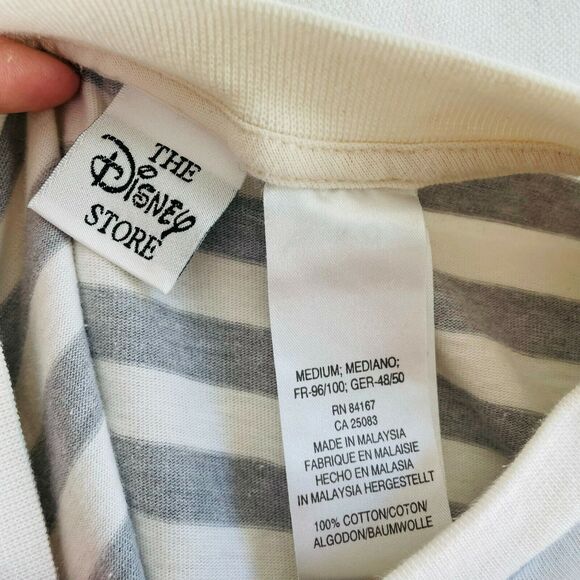 THE
Disney
STORE
MEDIUM; MEDIANO;
FR-96/100; GER-48/50
RN 84167
CA 25083
MADE IN MALAYSIA
FABRIQUE EN MALAISIE
HECHO EN MALASIA
IN MALAYSIA HERGESTELLT
100% COTTON/COTON/
ALGODON/BAUMWOLLE